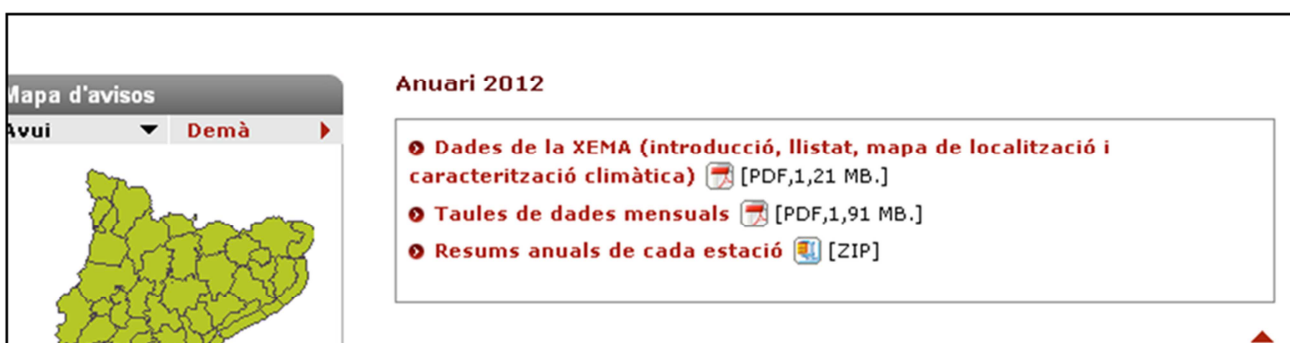 Mapa d'avisos
Avui
Demà
Anuari 2012
Dades de la XEMA (introducció, llistat, mapa de localització i
caracterització climàtica) [PDF,1,21 MB.]
Taules de dades mensuals [PDF,1,91 MB.]
Resums anuals de cada estació [ZIP]